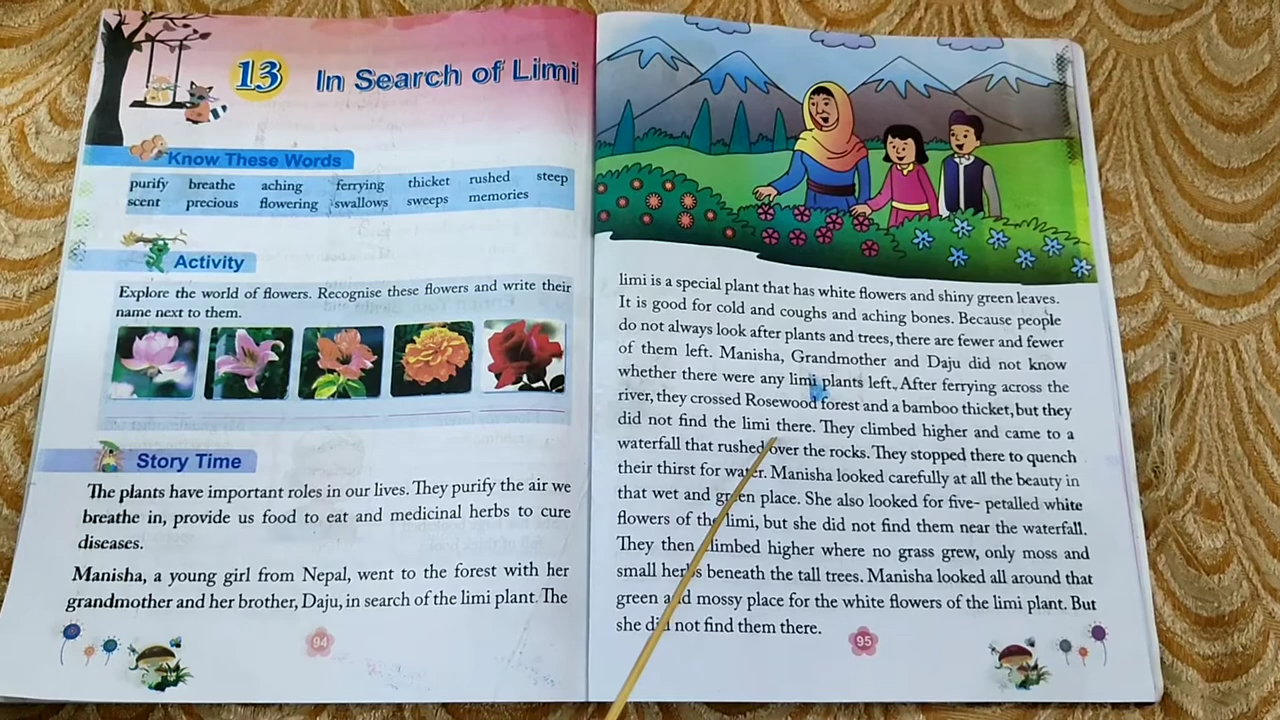 13 In Search of Limi
Know These Words
purify breathe aching ferrying thicket rushed steep
scent precious flowering swallows sweeps memories
Activity
Explore the world of flowers. Recognise these flowers and write their
name next to them.
Story Time
The plants have important roles in our lives. They purify the air we
breathe in, provide us food to eat and medicinal herbs to cure
diseases.
Manisha, a young girl from Nepal, went to the forest with her
grandmother and her brother, Daju, in search of the limi plant. The
94
limi is a special plant that has white flowers and shiny green leaves.
It is good for cold and coughs and aching bones. Because people
do not always look after plants and trees, there are fewer and fewer
of them left. Manisha, Grandmother and Daju did not know
whether there were any limi plants left. After ferrying across the
river, they crossed Rosewood forest and a bamboo thicket, but they
did not find the limi there. They climbed higher and came to a
waterfall that rushed over the rocks. They stopped there to quench
their thirst for water. Manisha looked carefully at all the beauty in
that wet and green place. She also looked for five- petalled white
flowers of the limi, but she did not find them near the waterfall.
They then climbed higher where no grass grew, only moss and
small herbs beneath the tall trees. Manisha looked all around that
green and mossy place for the white flowers of the limi plant. But
she did not find them there.
95